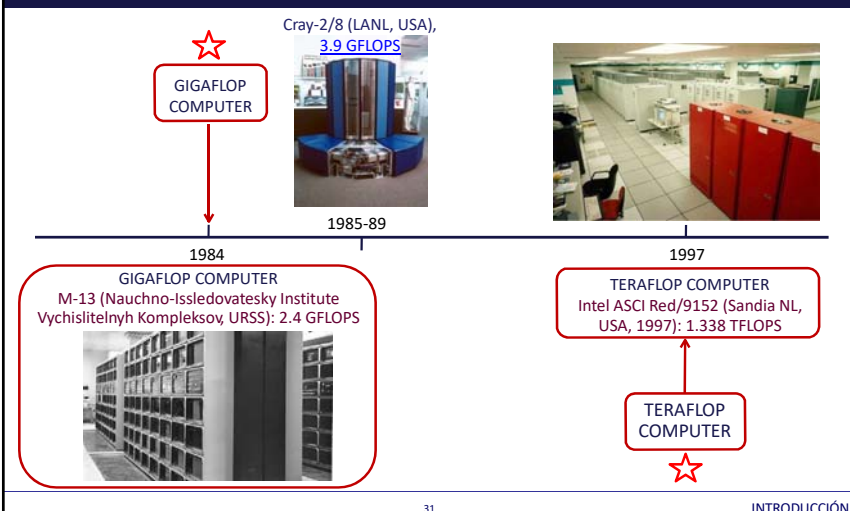 Cray-2/8 (LANL, USA),
3.9 GFLOPS
GIGAFLOP
COMPUTER
1985-89
1984
1997
GIGAFLOP COMPUTER
M-13 (Nauchno-Issledovatesky Institute
Vychislitelnyh Kompleksov, URSS): 2.4 GFLOPS
TERAFLOP COMPUTER
Intel ASCI Red/9152 (Sandia NL,
USA, 1997): 1.338 TFLOPS
TERAFLOP
COMPUTER
31
INTRODUCCIÓN